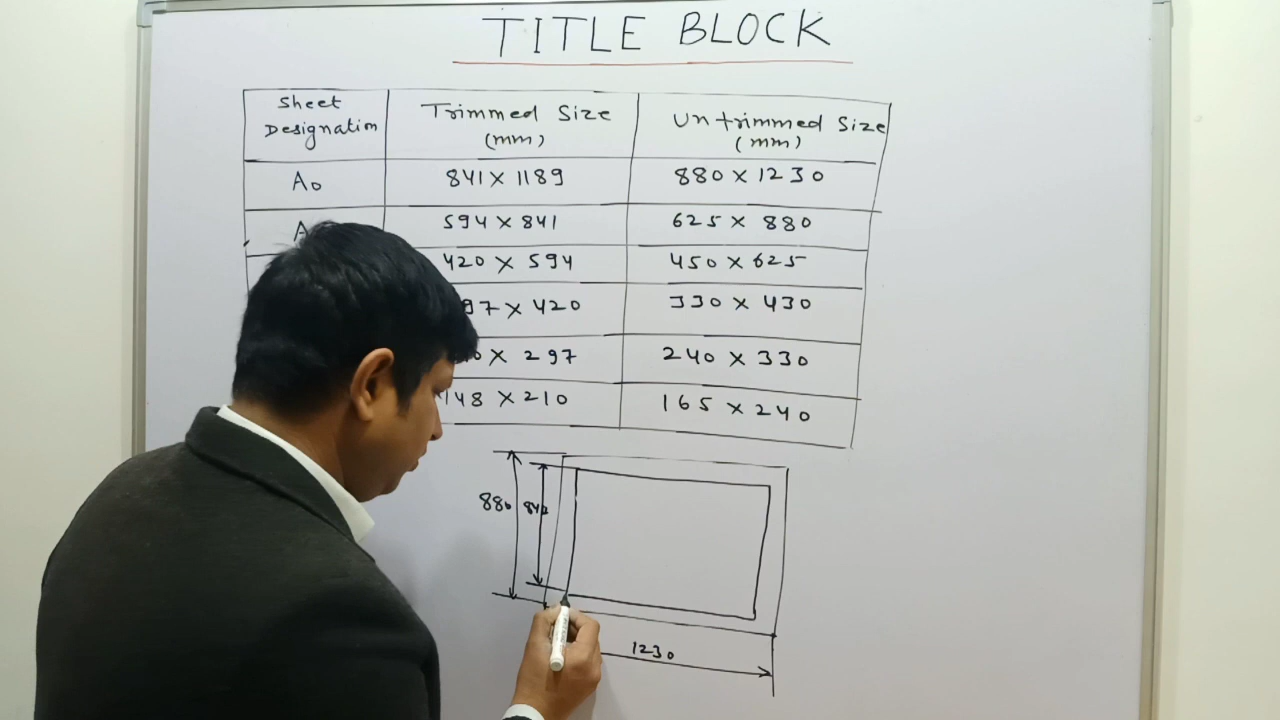 TITLE BLOCK
Sheet Designation Trimmed Size (mm) Untrimmed Size (mm)
A0 841 X 1189 880 X 1230
A 594 X 841 625 X 880
420 X 594 450 X 625
97 X 420 330 X 430
X 297 240 X 330
148 X 210 165 X 240
880
1230